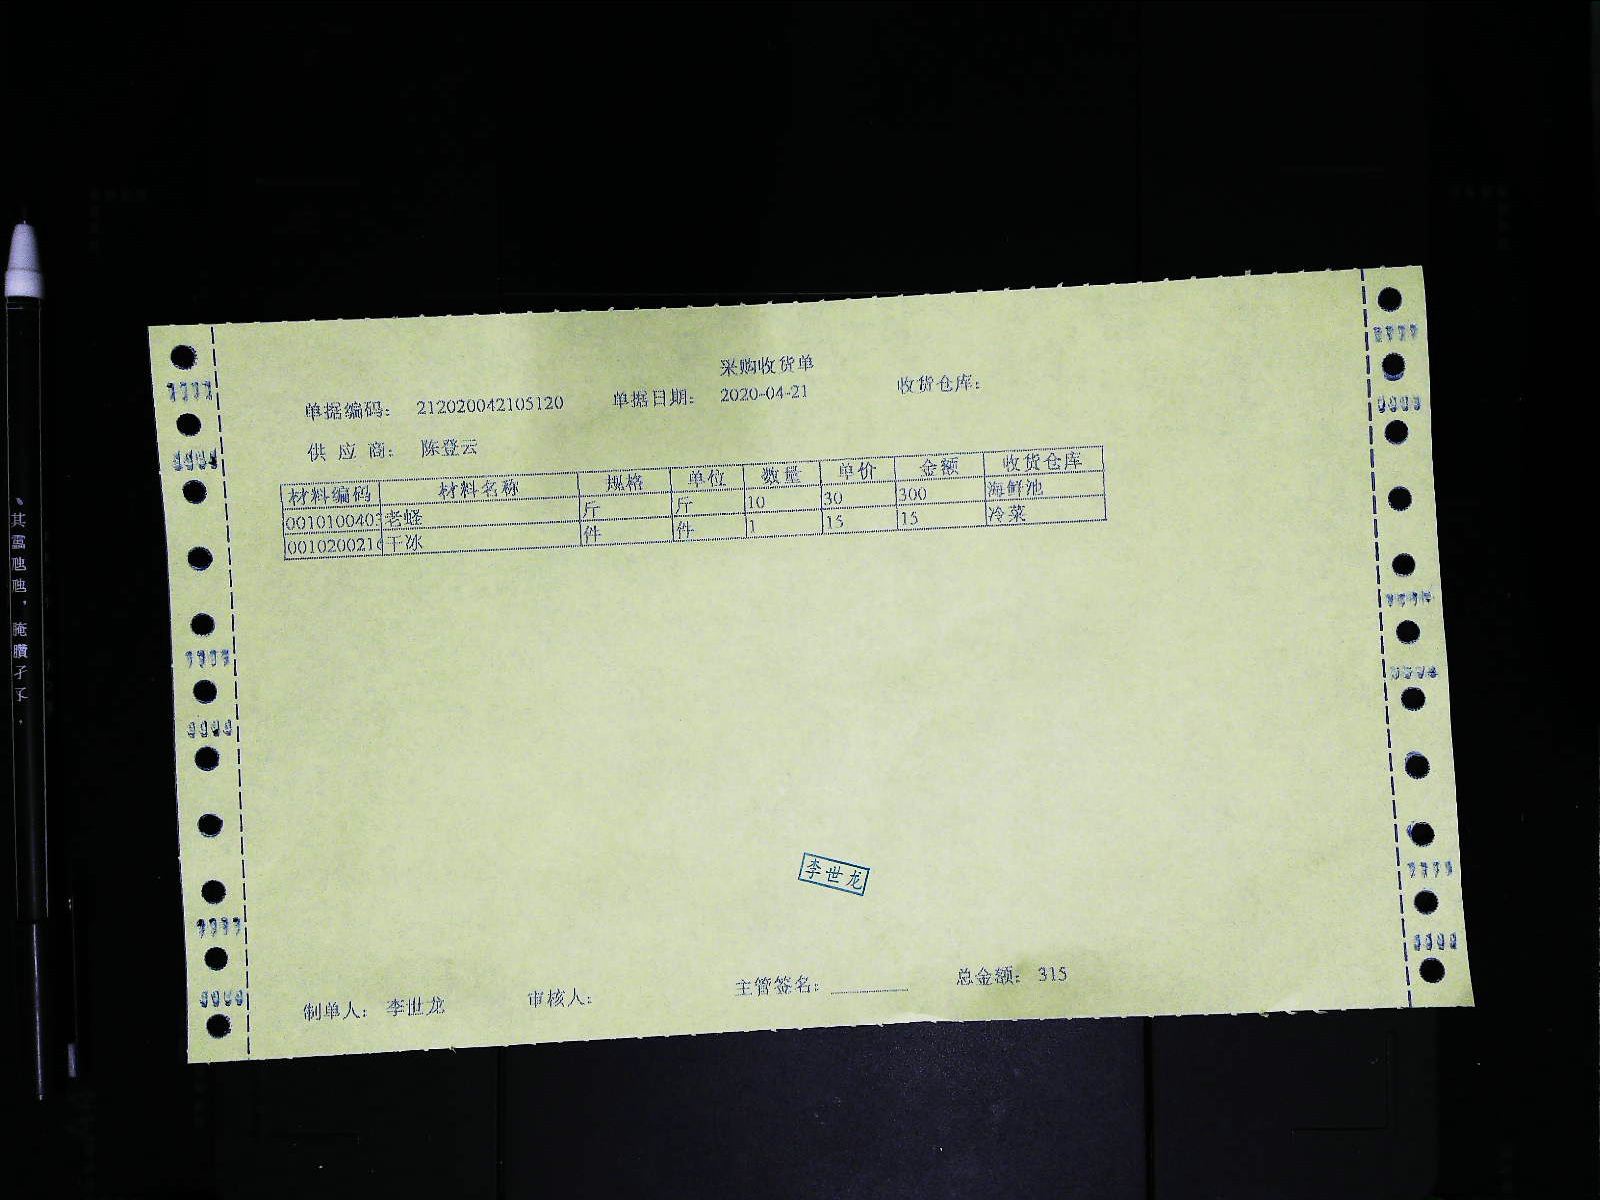 采购收货单
单据编码： 212020042105120 单据日期： 2020-04-21 收货仓库：
供 应 商： 陈登云
材料编码 材料名称 规格 单位 数量 单价 金额 收货仓库
001010040 老蛏 斤 斤 10 30 300 海鲜池
001020021 干冰 件 件 1 15 15 冷菜
李世龙
制单人： 李世龙 审核人： 主管签名： 总金额： 315